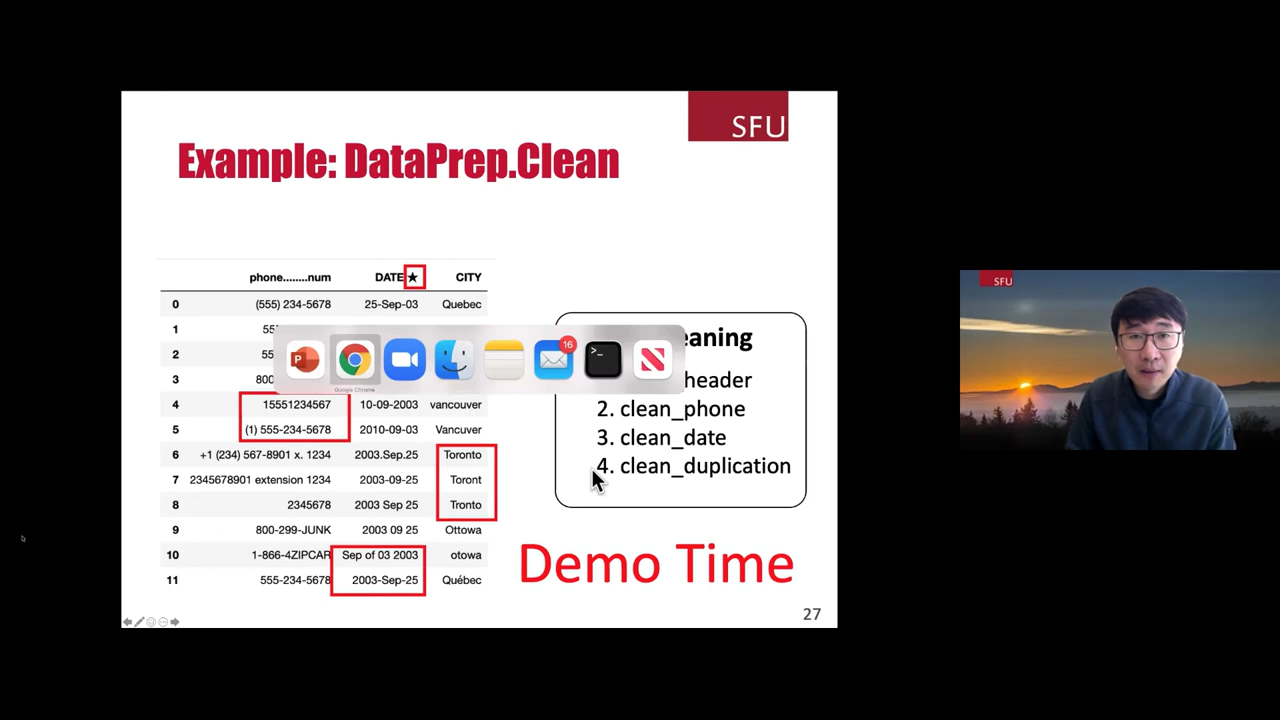 SFU
Example: DataPrep.Clean
phone........num DATE★ CITY
0 (555) 234-5678 25-Sep-03 Quebec
1 55
2 55
3 800
4 15551234567 10-09-2003 vancouver
5 (1) 555-234-5678 2010-09-03 Vancouver
6 +1 (234) 567-8901 x. 1234 2003.Sep.25 Toronto
7 2345678901 extension 1234 2003-09-25 Toront
8 2345678 2003 Sep 25 Tronto
9 800-299-JUNK 2003 09 25 Ottowa
10 1-866-4ZIPCAR Sep of 03 2003 otowa
11 555-234-5678 2003-Sep-25 Québec
eaning
header
2. clean_phone
3. clean_date
4. clean_duplication
P
16
>_
Google Chrome
Demo Time
27
SFU